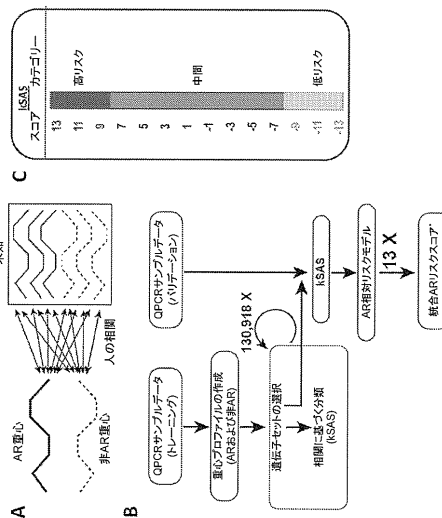 A
AR重心
非AR重心
人の相関
未知
B
QPCRサンプルデータ
(トレーニング)
QPCRサンプルデータ
(バリデーション)
重心プロファイルの作成
(ARおよび非AR)
130,918 X
遺伝子セットの選択
相関に基づく分類
(kSAS)
kSAS
AR相対リスクモデル
13 X
統合ARリスクスコア
C
kSAS
スコア カテゴリー
13
11
9
7
5
3
1
-1
-3
-5
-7
-9
-11
-13
高リスク
中間
低リスク